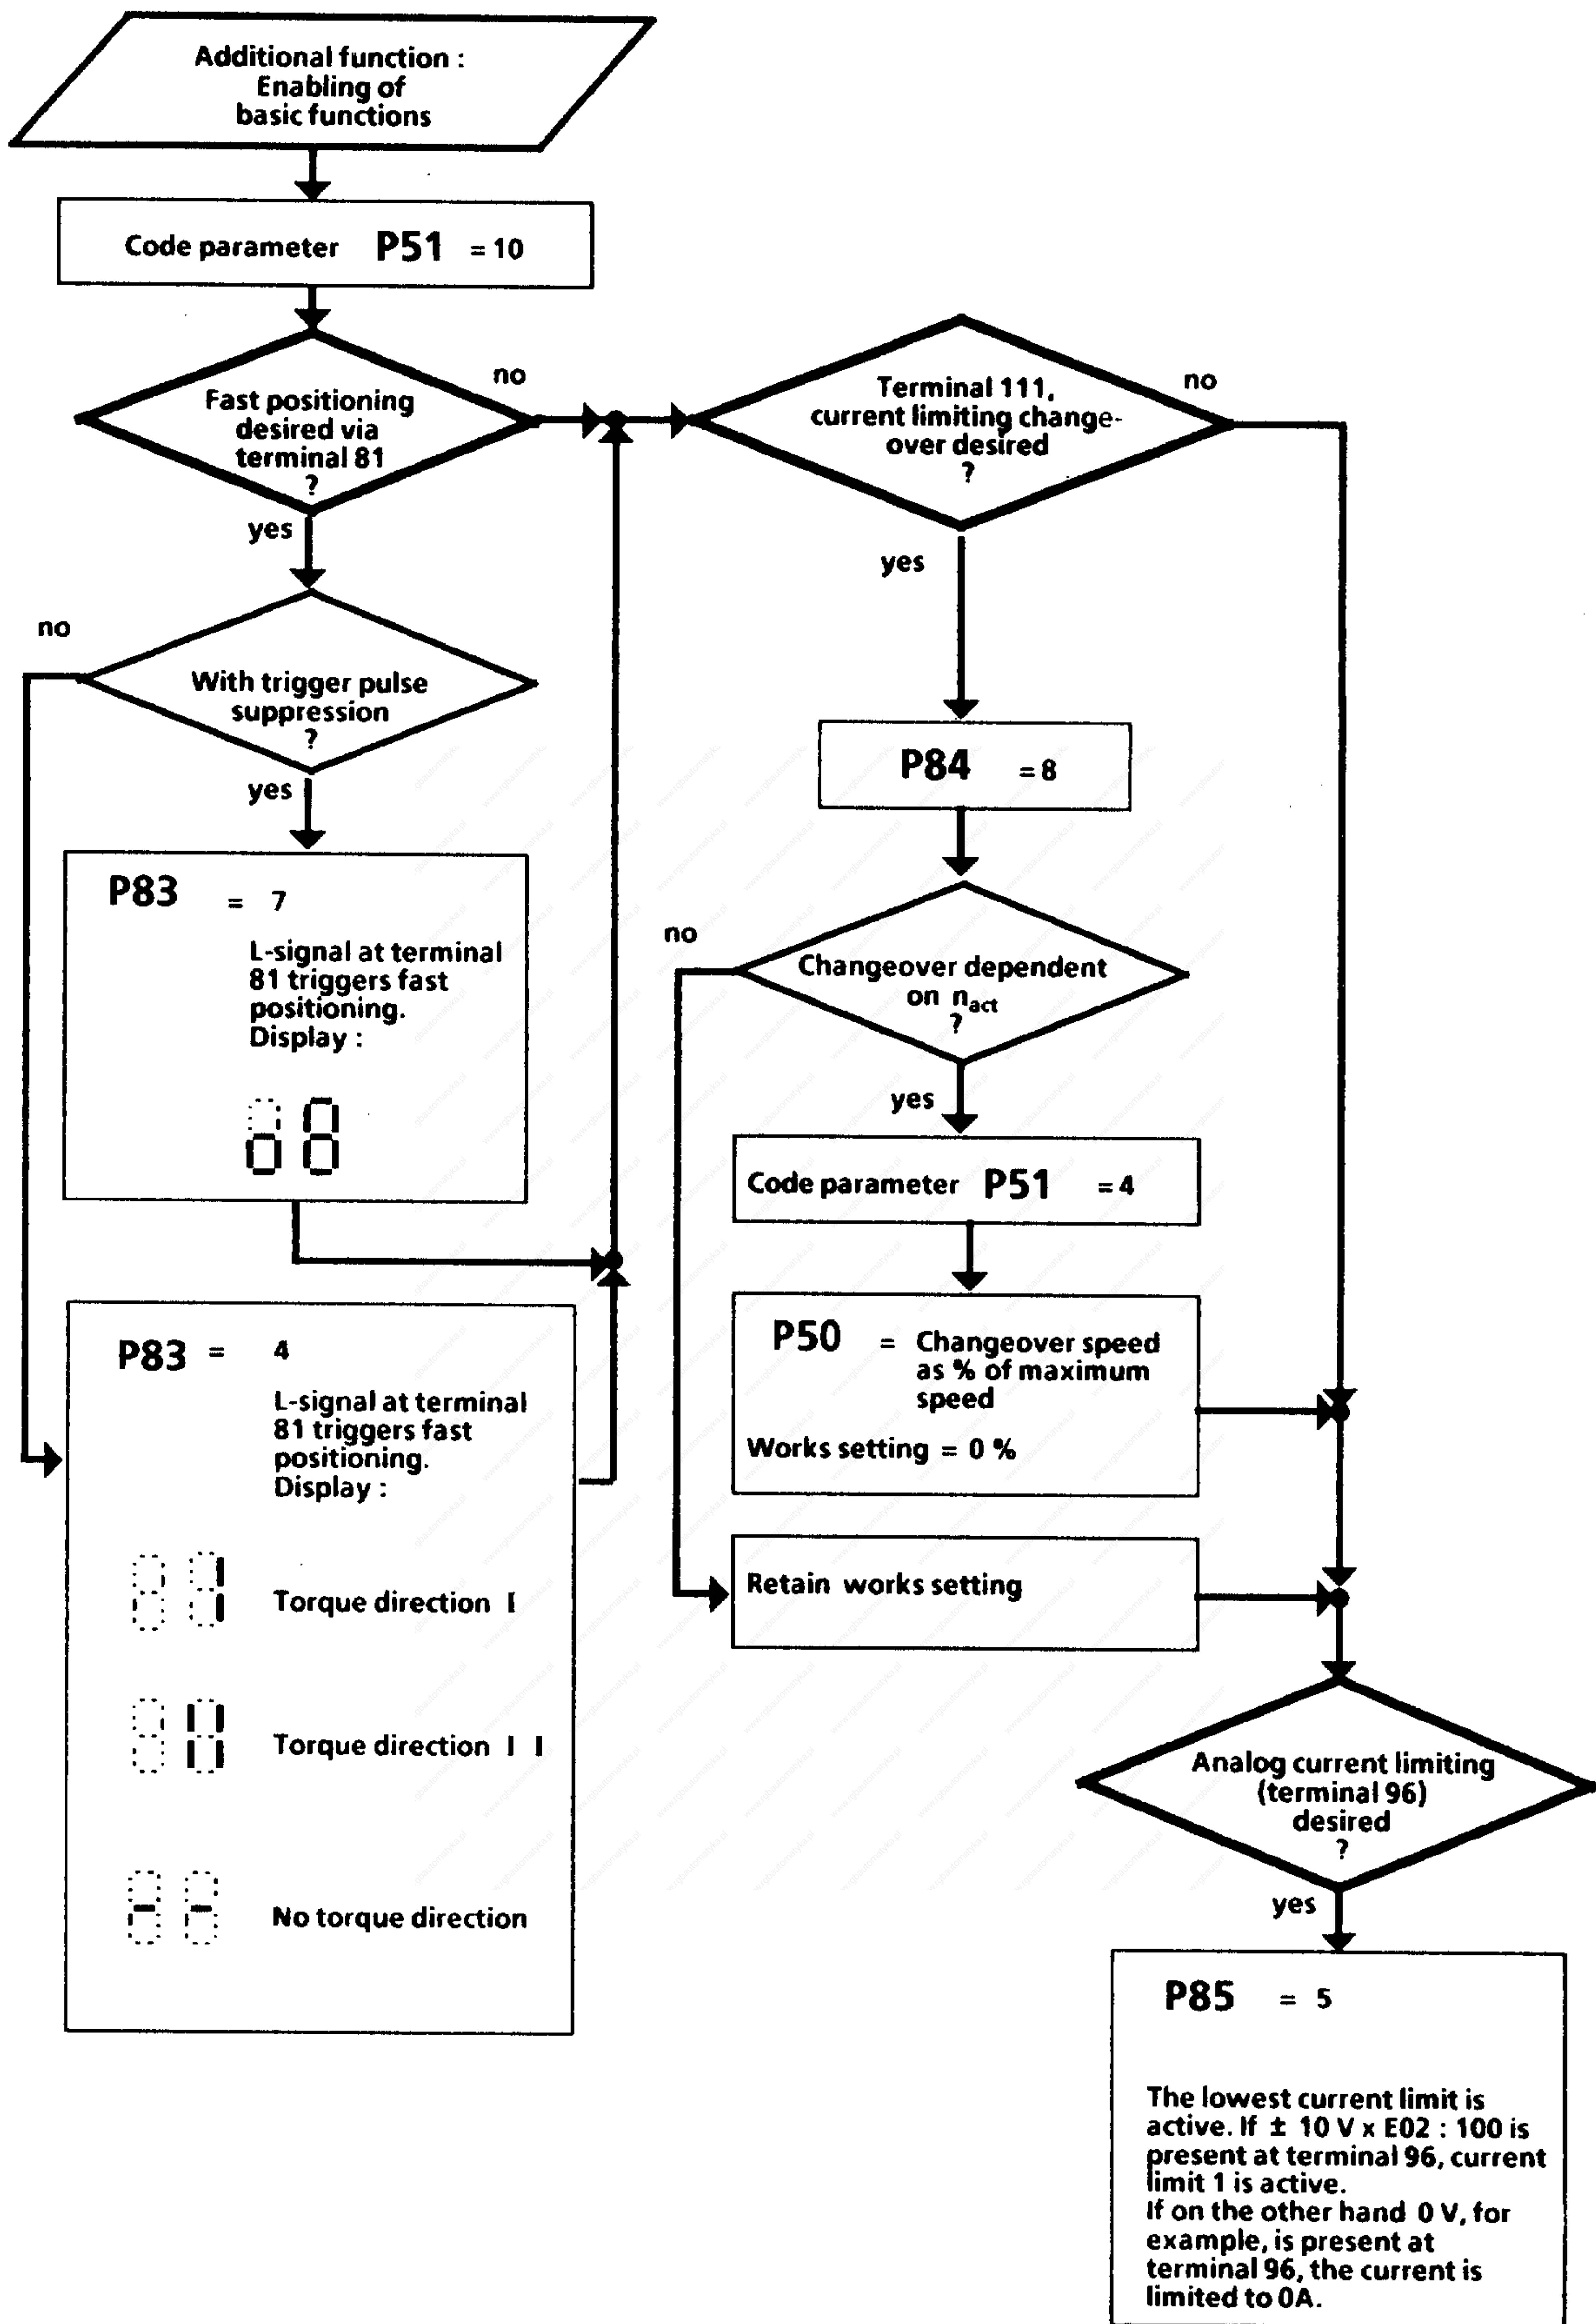 Additional function :
Enabling of
basic functions
Code parameter P51 = 10
Fast positioning
desired via
terminal 81
?
no
yes
With trigger pulse
suppression
?
no
yes
P83 = 7
L-signal at terminal
81 triggers fast
positioning.
Display :
P83 = 4
L-signal at terminal
81 triggers fast
positioning.
Display :
Torque direction I
Torque direction I I
No torque direction
Terminal 111,
current limiting change-
over desired
?
no
yes
P84 = 8
Changeover dependent
on n_act
?
no
yes
Code parameter P51 = 4
P50 = Changeover speed
as % of maximum
speed
Works setting = 0 %
Retain works setting
Analog current limiting
(terminal 96)
desired
?
yes
P85 = 5
The lowest current limit is
active. If ± 10 V x E02 : 100 is
present at terminal 96, current
limit 1 is active.
If on the other hand 0 V, for
example, is present at
terminal 96, the current is
limited to 0A.